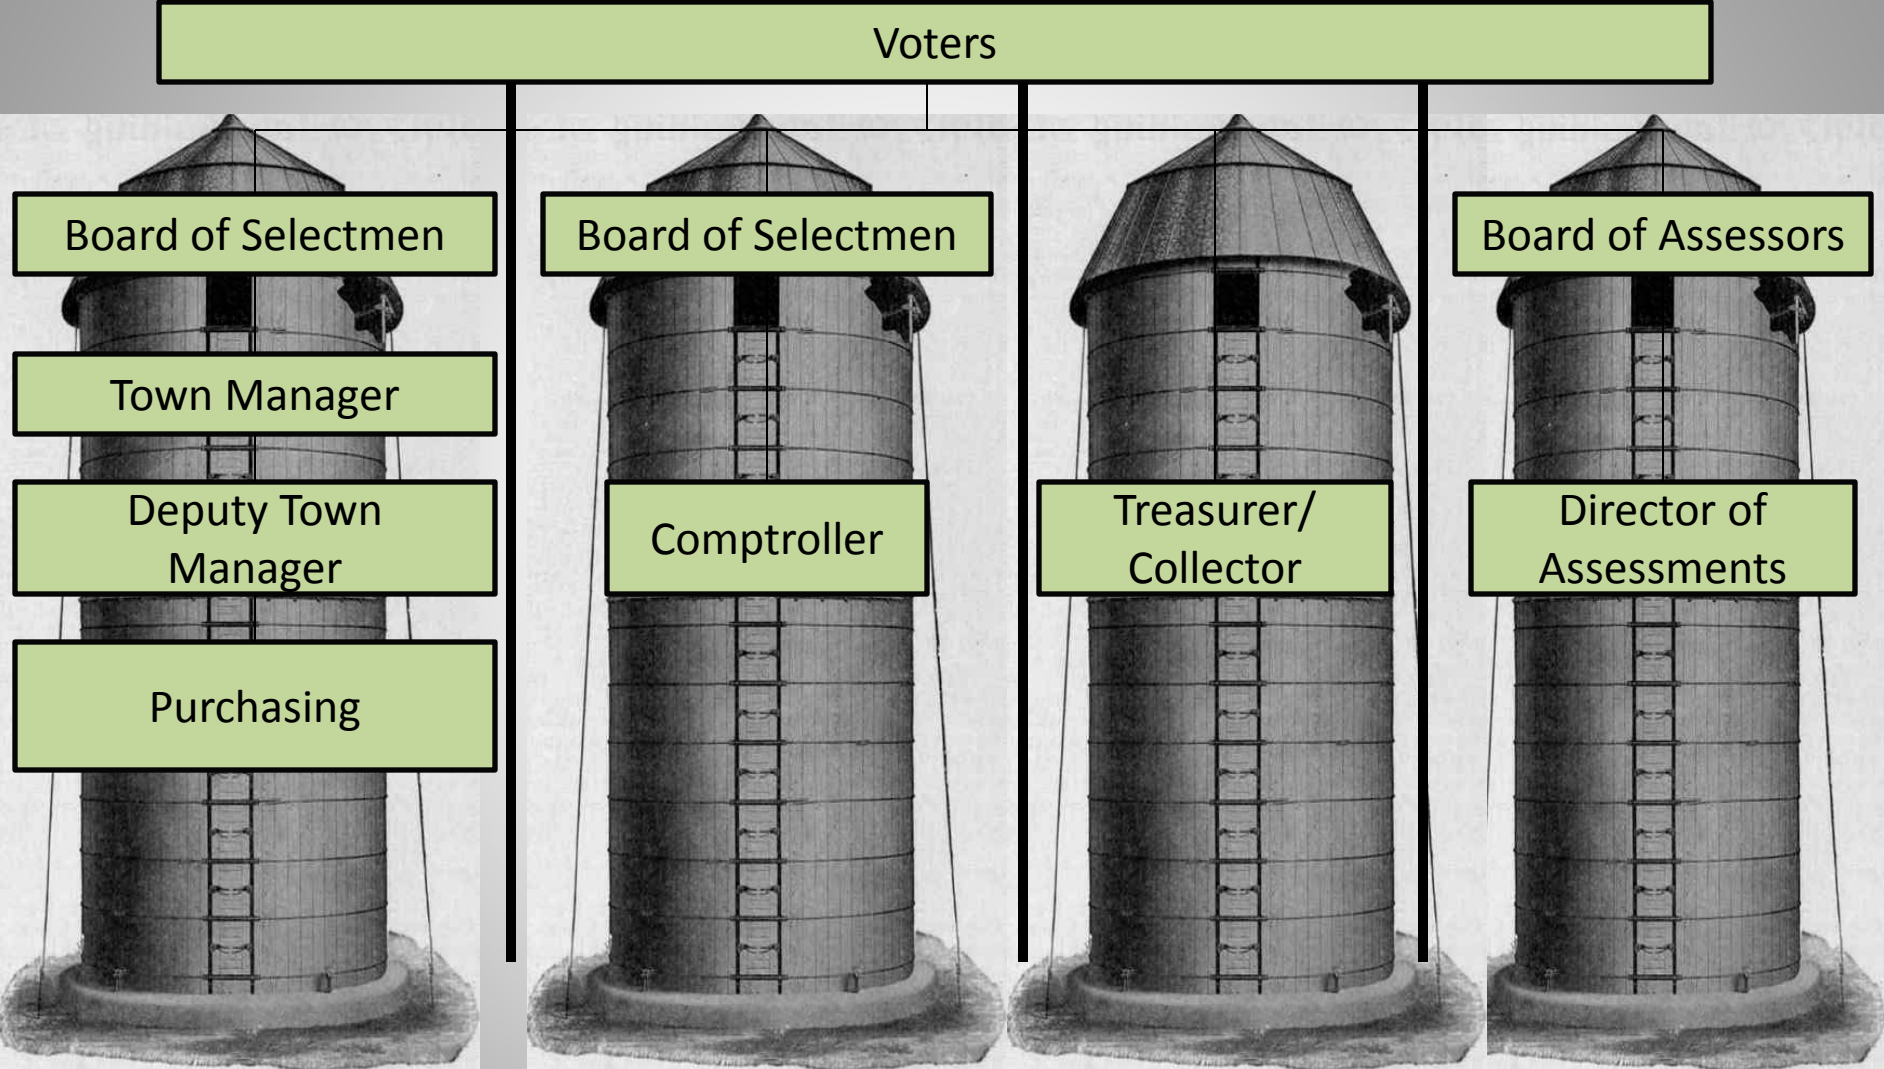 Voters
Board of Selectmen
Board of Selectmen
Board of Assessors
Town Manager
Deputy Town
Manager
Comptroller
Treasurer/
Collector
Director of
Assessments
Purchasing